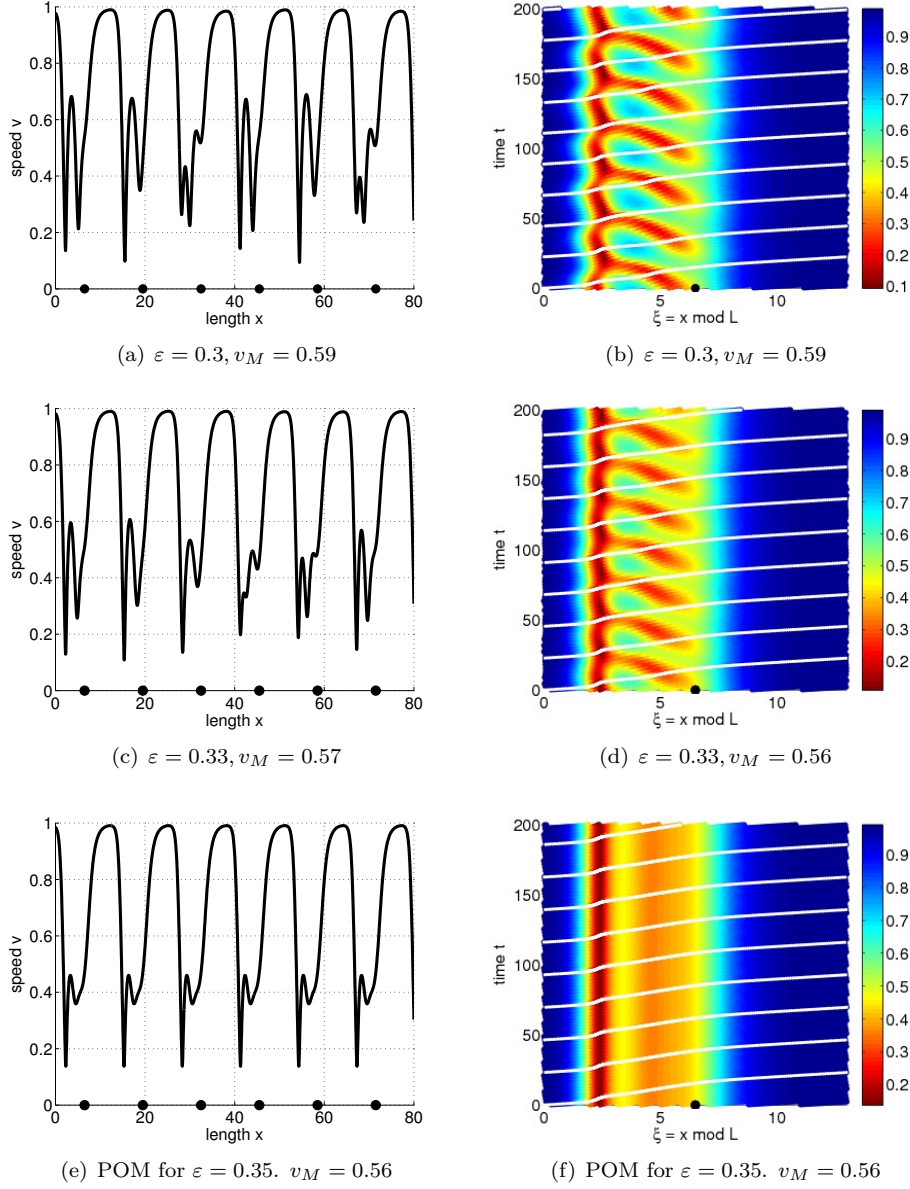 1
0.8
0.6
0.4
0.2
0
speed v
0 20 40 60 80
length x
(a) ε = 0.3, v_M = 0.59
200
150
100
50
0
time t
0 5 10
ξ = x mod L
0.9
0.8
0.7
0.6
0.5
0.4
0.3
0.2
0.1
(b) ε = 0.3, v_M = 0.59
1
0.8
0.6
0.4
0.2
0
speed v
0 20 40 60 80
length x
(c) ε = 0.33, v_M = 0.57
200
150
100
50
0
time t
0 5 10
ξ = x mod L
0.9
0.8
0.7
0.6
0.5
0.4
0.3
0.2
(d) ε = 0.33, v_M = 0.56
1
0.8
0.6
0.4
0.2
0
speed v
0 20 40 60 80
length x
(e) POM for ε = 0.35. v_M = 0.56
200
150
100
50
0
time t
0 5 10
ξ = x mod L
0.9
0.8
0.7
0.6
0.5
0.4
0.3
0.2
(f) POM for ε = 0.35. v_M = 0.56